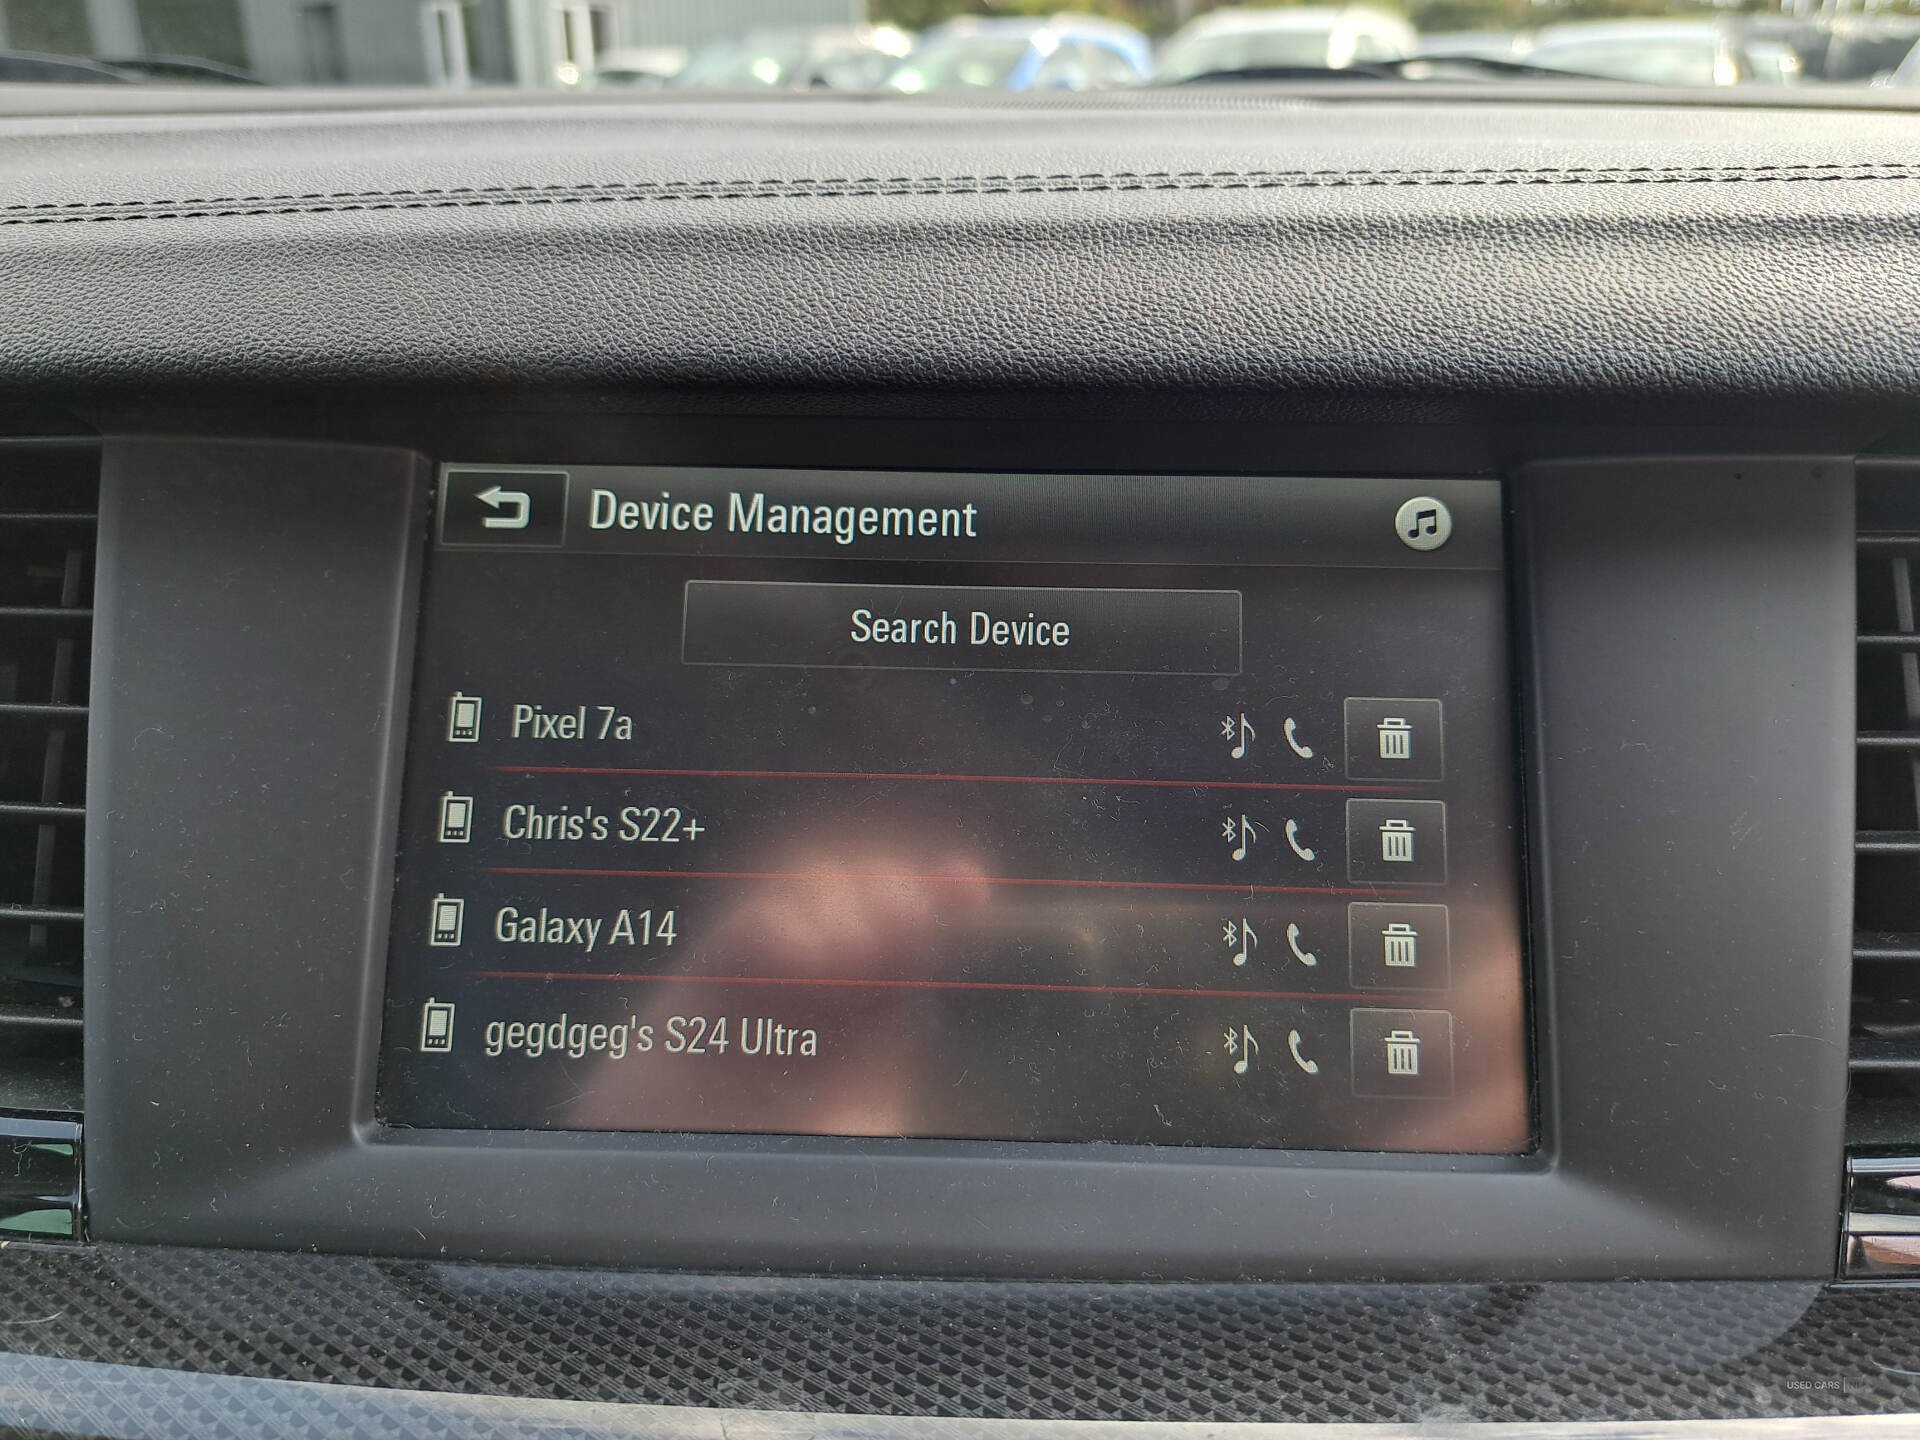 Device Management
Search Device
Pixel 7a
Chris's S22+
Galaxy A14
gegdgeg's S24 Ultra
USED CARS